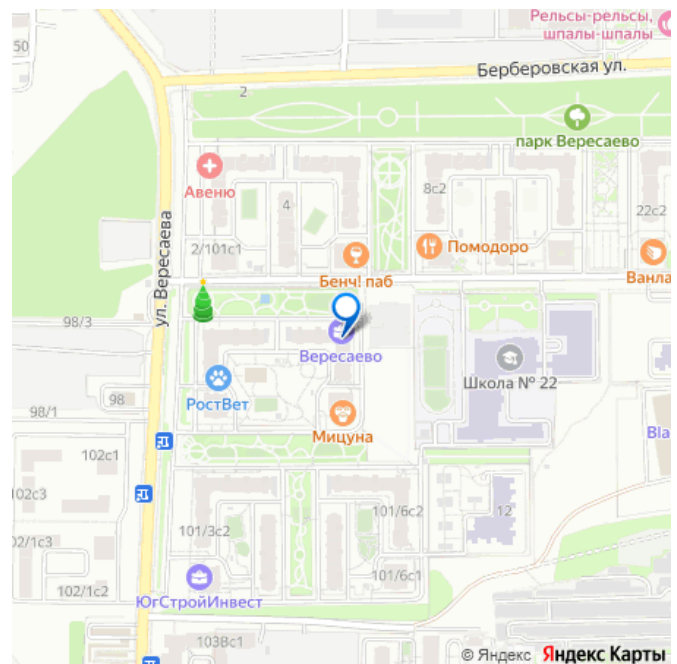 Рельсы-рельсы,
шпалы-шпалы
50
Берберовская ул.
2
парк Вересаево
Авеню
8с2
4
22с2
ул. Вересаева
2/101с1
Помодоро
Бенч! паб
Ванла
98/3
Вересаево
Школа № 22
РостВет
98
98/1
Мицуна
Bla
102с1
02с3
101/6с2
12
101/3с2
02/1с3
101/6с1
102/1с2
ЮгСтройИнвест
103Вс1
© Яндекс Яндекс Карты